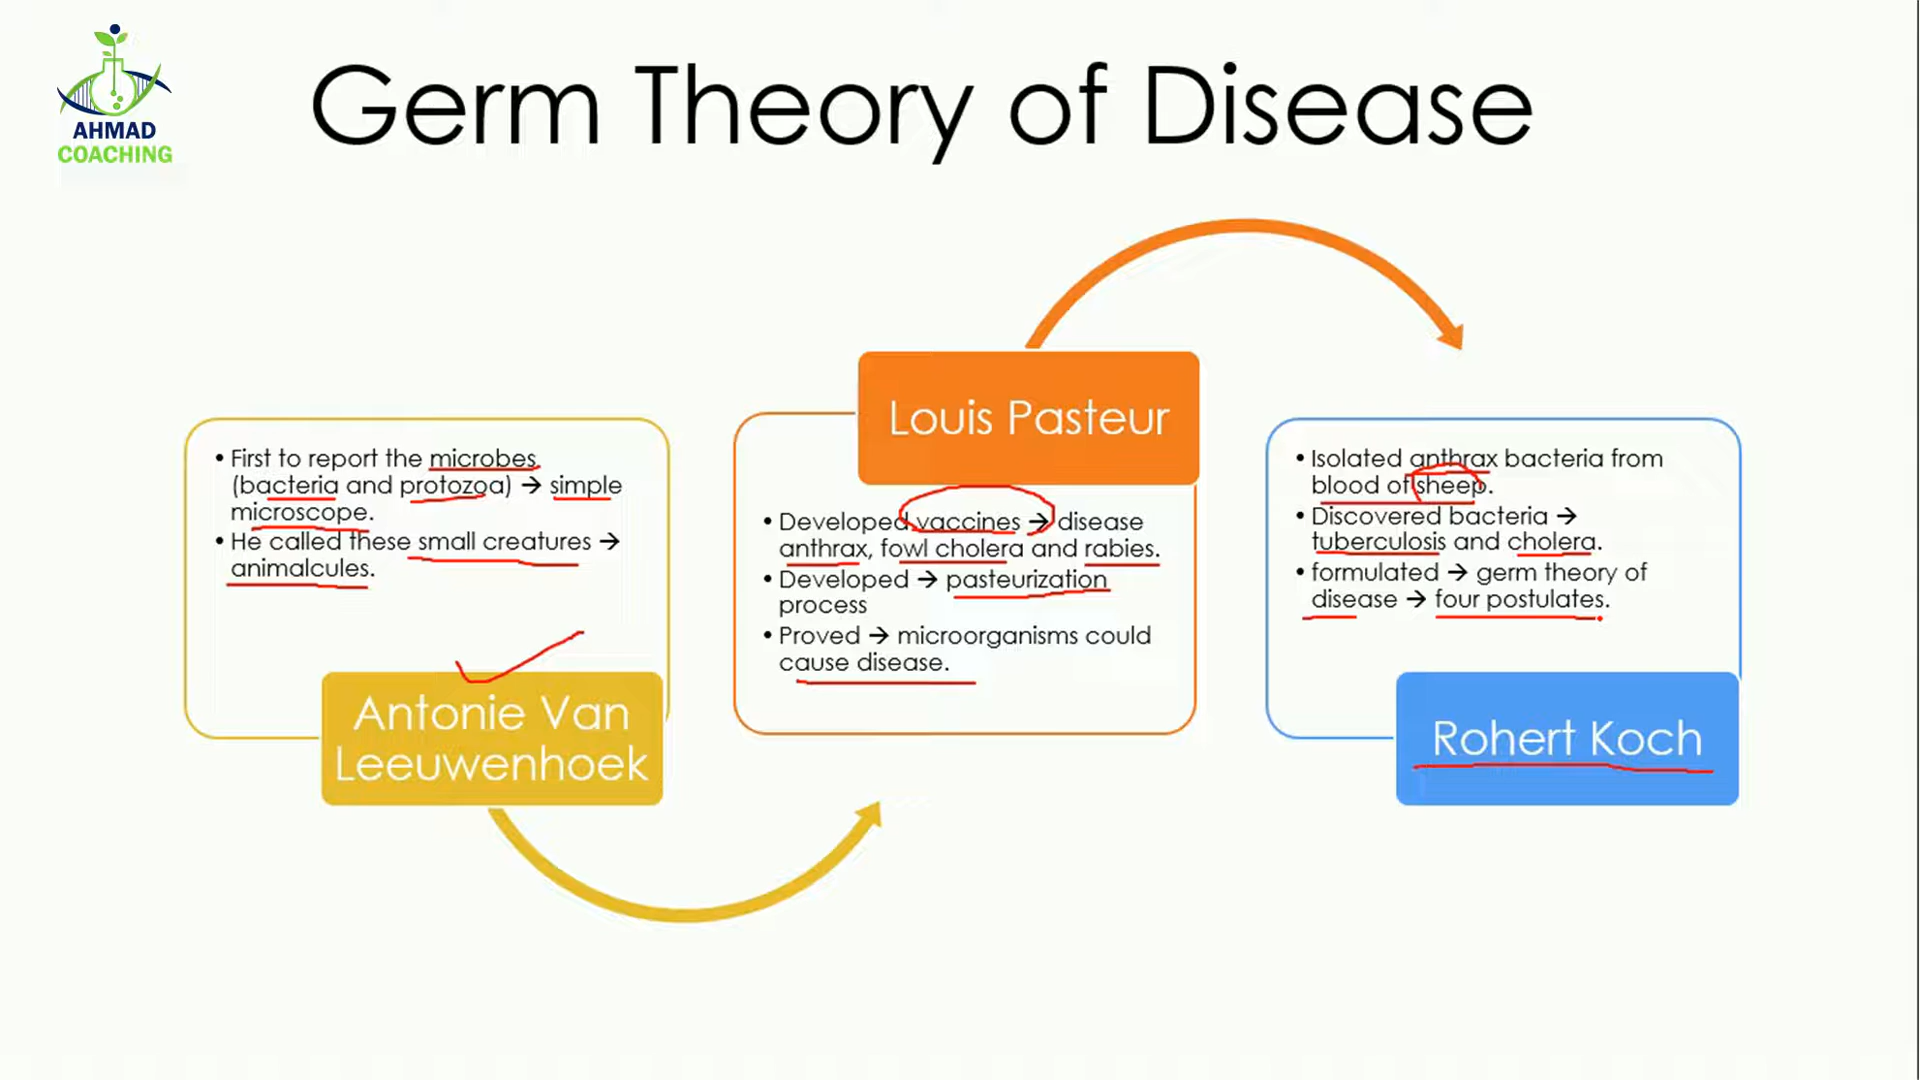 AHMAD
COACHING
Germ Theory of Disease
• First to report the microbes
(bacteria and protozoa) → simple
microscope.
• He called these small creatures →
animalcules.
Antonie Van
Leeuwenhoek
Louis Pasteur
• Developed vaccines → disease
anthrax, fowl cholera and rabies.
• Developed → pasteurization
process
• Proved → microorganisms could
cause disease.
• Isolated anthrax bacteria from
blood of sheep.
• Discovered bacteria →
tuberculosis and cholera.
• formulated → germ theory of
disease → four postulates.
Rohert Koch